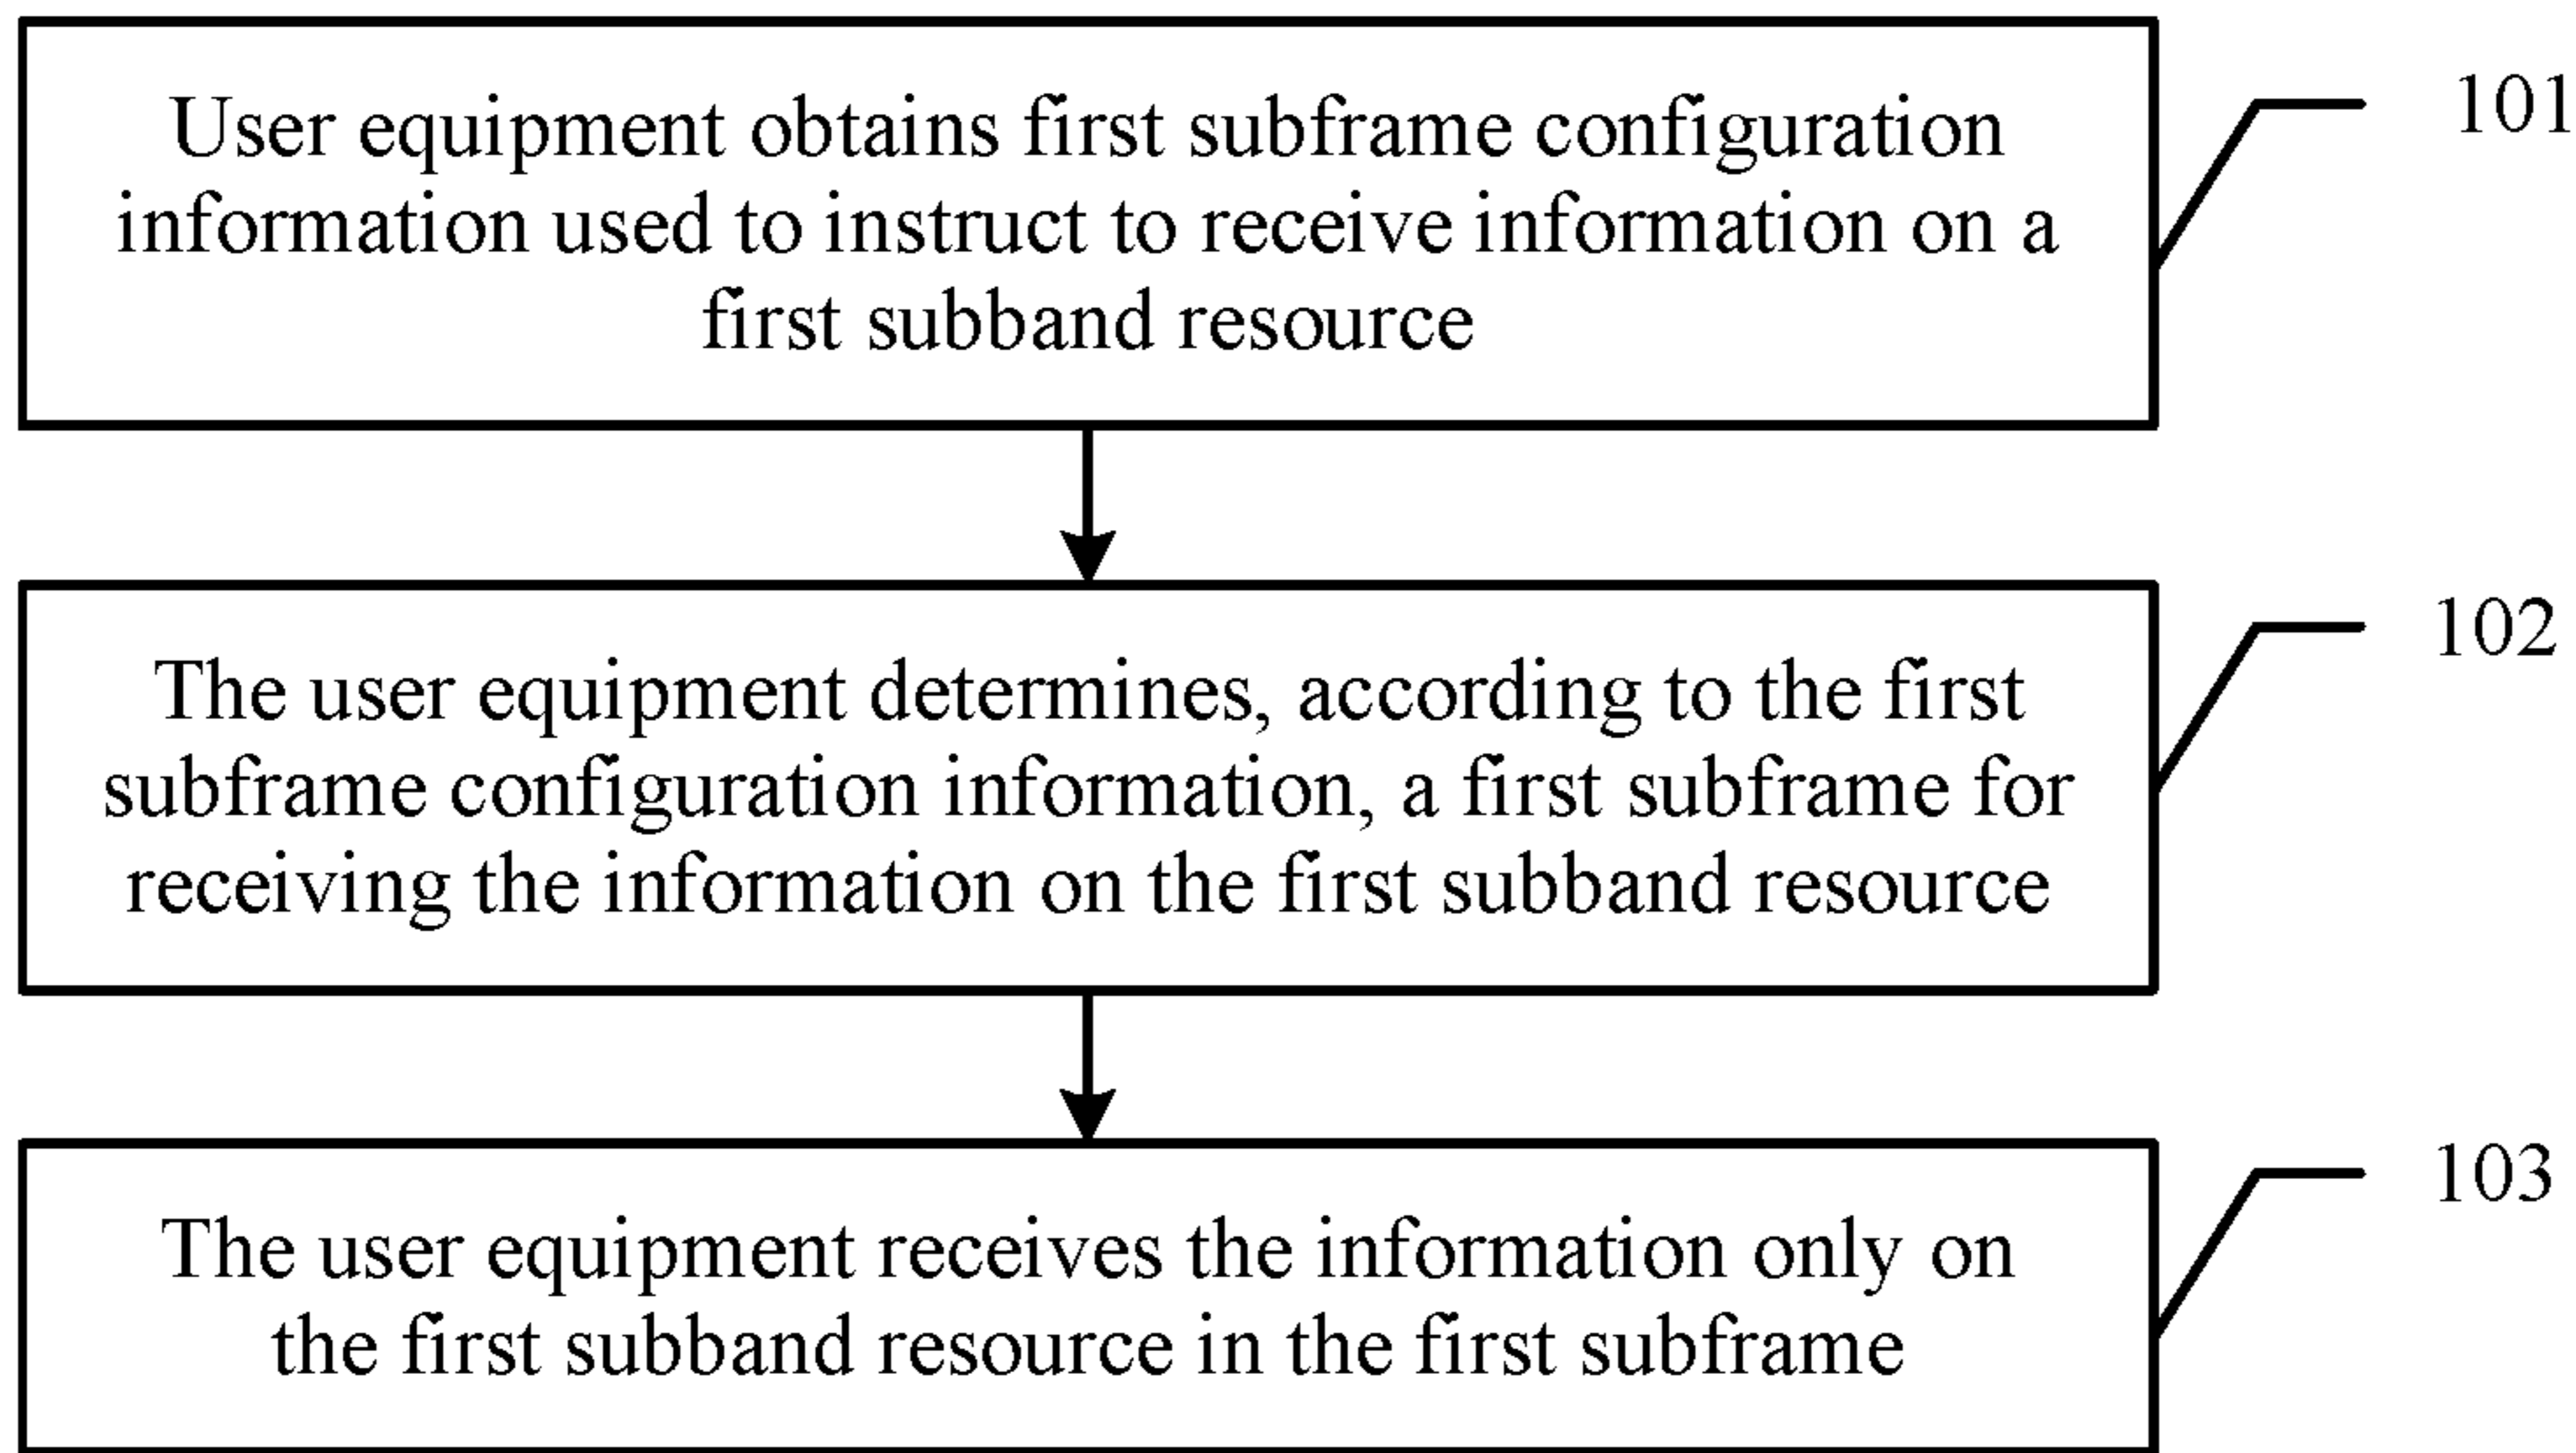 User equipment obtains first subframe configuration
information used to instruct to receive information on a
first subband resource
101
The user equipment determines, according to the first
subframe configuration information, a first subframe for
receiving the information on the first subband resource
102
The user equipment receives the information only on
the first subband resource in the first subframe
103